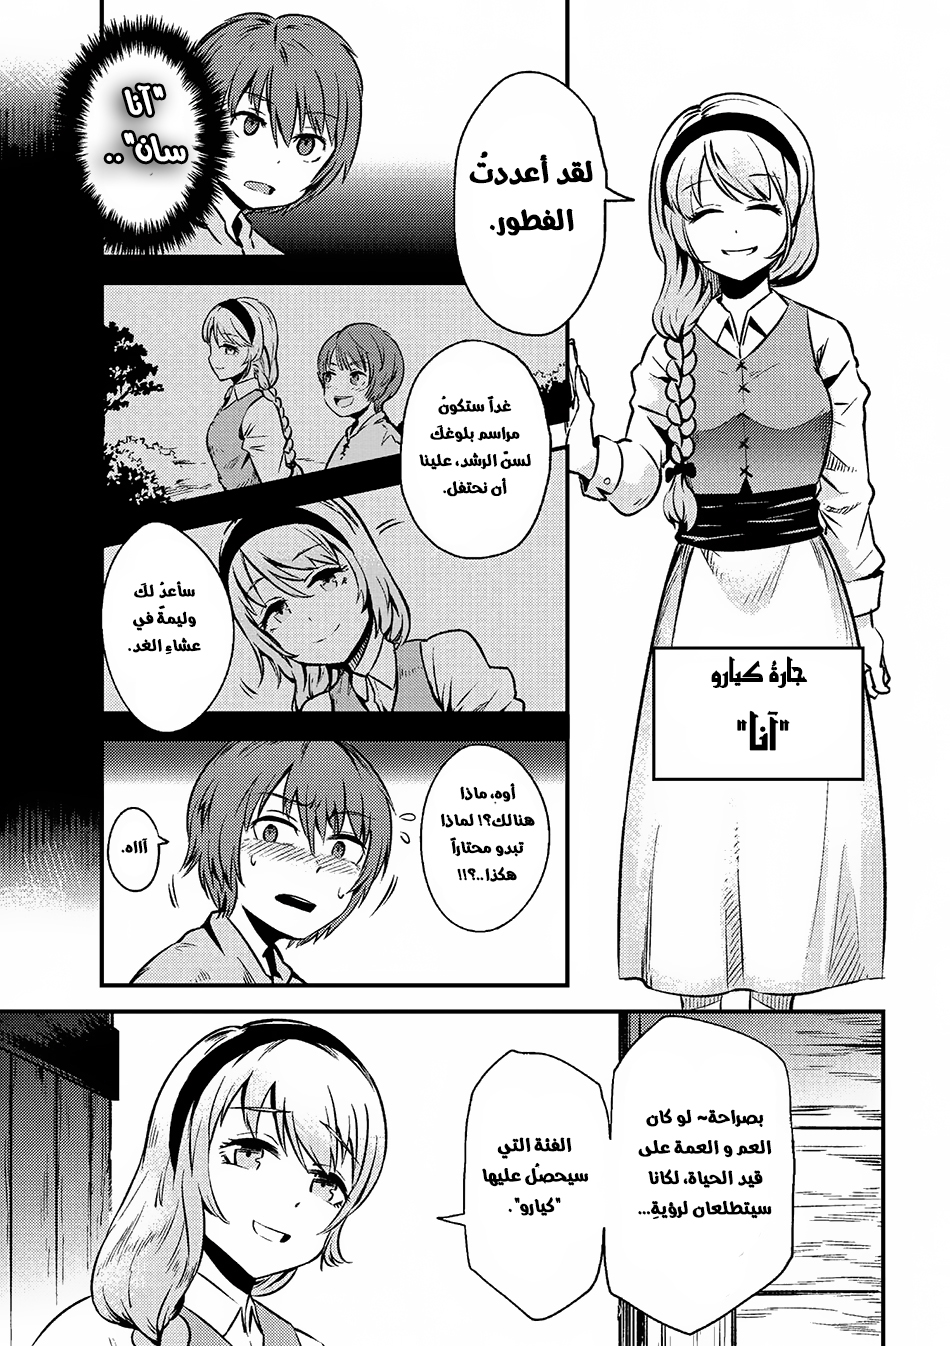 لقد أعددتُ
الفطور.
"آنا
سان"..
جارةُ كيارو
"آنا"
غداً ستكونُ
مراسم بلوغكَ
لسنّ الرشد، علينا
أن نحتفل.
سأعدُ لكَ
وليمةً في
عشاءِ الغد.
أوه، ماذا
هنالك؟! لماذا
تبدو محتاراً
هكذا..؟!!
آااه.
بصراحة~ لو كان
العم و العمة على
قيد الحياة، لكانا
سيتطلعان لرؤيةِ...
الفئة التي
سيحصلُ عليها
"كيارو".